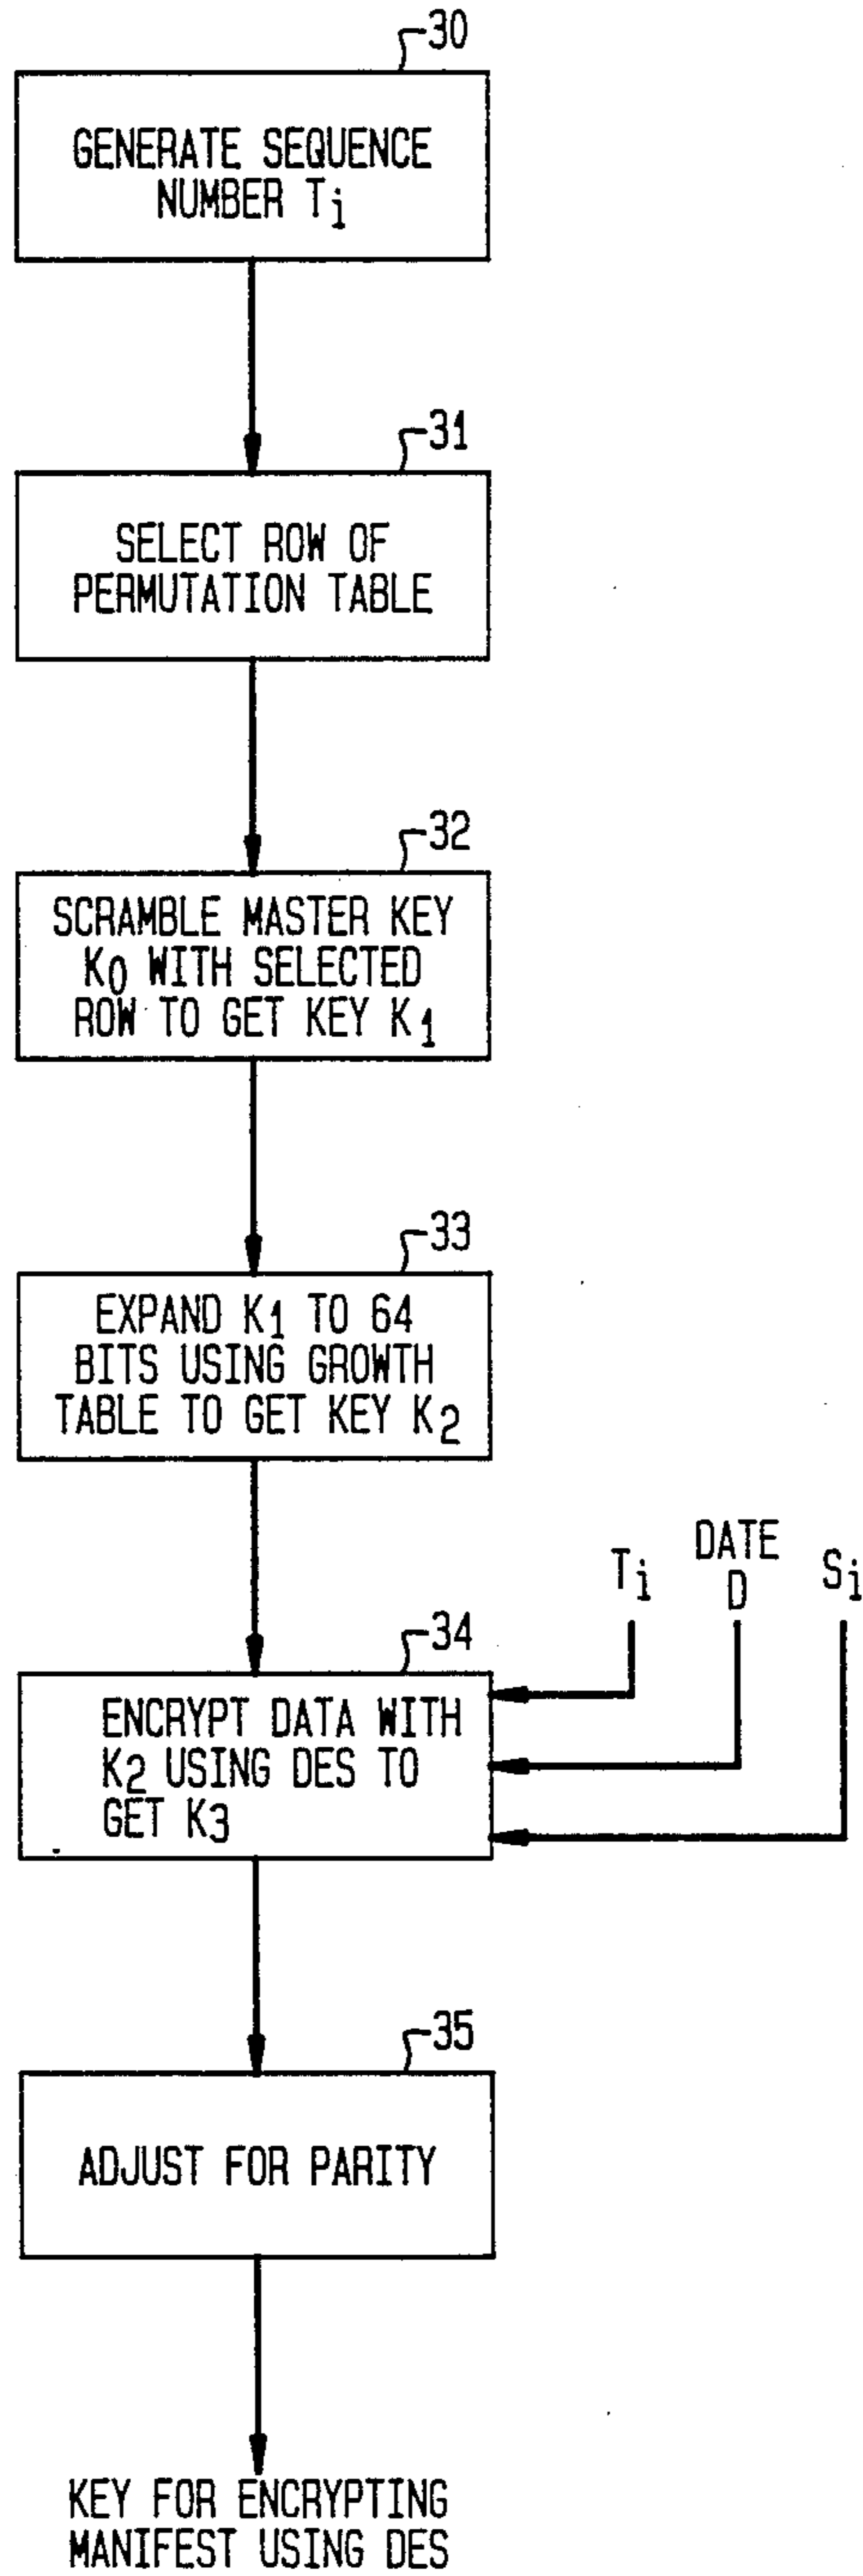 30
GENERATE SEQUENCE
NUMBER Ti
31
SELECT ROW OF
PERMUTATION TABLE
32
SCRAMBLE MASTER KEY
K0 WITH SELECTED
ROW TO GET KEY K1
33
EXPAND K1 TO 64
BITS USING GROWTH
TABLE TO GET KEY K2
Ti
DATE
D
Si
34
ENCRYPT DATA WITH
K2 USING DES TO
GET K3
35
ADJUST FOR PARITY
KEY FOR ENCRYPTING
MANIFEST USING DES